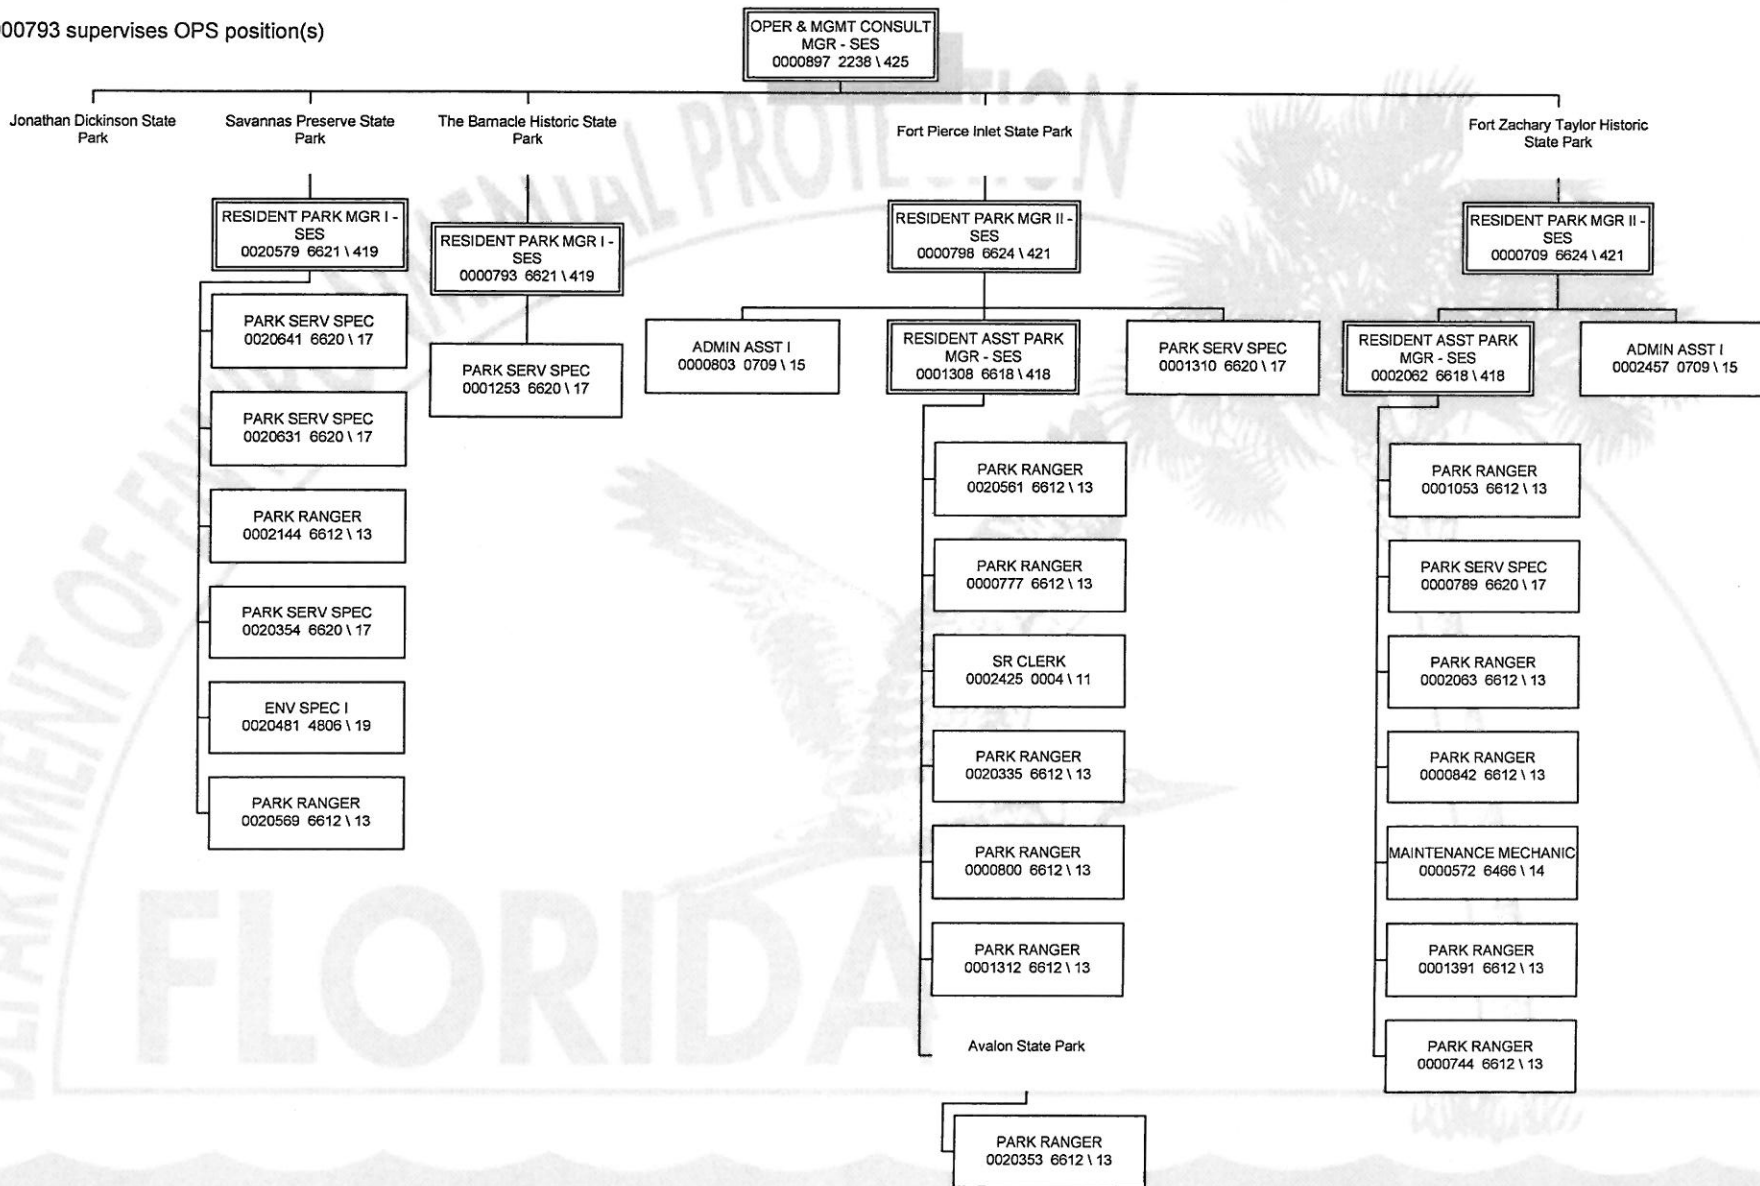 00793 supervises OPS position(s)
OPER & MGMT CONSULT
MGR - SES
0000897 2238 \ 425
Jonathan Dickinson State
Park
Savannas Preserve State
Park
The Barnacle Historic State
Park
Fort Pierce Inlet State Park
Fort Zachary Taylor Historic
State Park
RESIDENT PARK MGR I -
SES
0020579 6621 \ 419
PARK SERV SPEC
0020641 6620 \ 17
PARK SERV SPEC
0020631 6620 \ 17
PARK RANGER
0002144 6612 \ 13
PARK SERV SPEC
0020354 6620 \ 17
ENV SPEC I
0020481 4806 \ 19
PARK RANGER
0020569 6612 \ 13
RESIDENT PARK MGR I -
SES
0000793 6621 \ 419
PARK SERV SPEC
0001253 6620 \ 17
RESIDENT PARK MGR II -
SES
0000798 6624 \ 421
ADMIN ASST I
0000803 0709 \ 15
RESIDENT ASST PARK
MGR - SES
0001308 6618 \ 418
PARK SERV SPEC
0001310 6620 \ 17
PARK RANGER
0020561 6612 \ 13
PARK RANGER
0000777 6612 \ 13
SR CLERK
0002425 0004 \ 11
PARK RANGER
0020335 6612 \ 13
PARK RANGER
0000800 6612 \ 13
PARK RANGER
0001312 6612 \ 13
Avalon State Park
PARK RANGER
0020353 6612 \ 13
RESIDENT PARK MGR II -
SES
0000709 6624 \ 421
RESIDENT ASST PARK
MGR - SES
0002062 6618 \ 418
ADMIN ASST I
0002457 0709 \ 15
PARK RANGER
0001053 6612 \ 13
PARK SERV SPEC
0000789 6620 \ 17
PARK RANGER
0002063 6612 \ 13
PARK RANGER
0000842 6612 \ 13
MAINTENANCE MECHANIC
0000572 6466 \ 14
PARK RANGER
0001391 6612 \ 13
PARK RANGER
0000744 6612 \ 13
DEPARTMENT OF ENVIRONMENTAL PROTECTION
FLORIDA